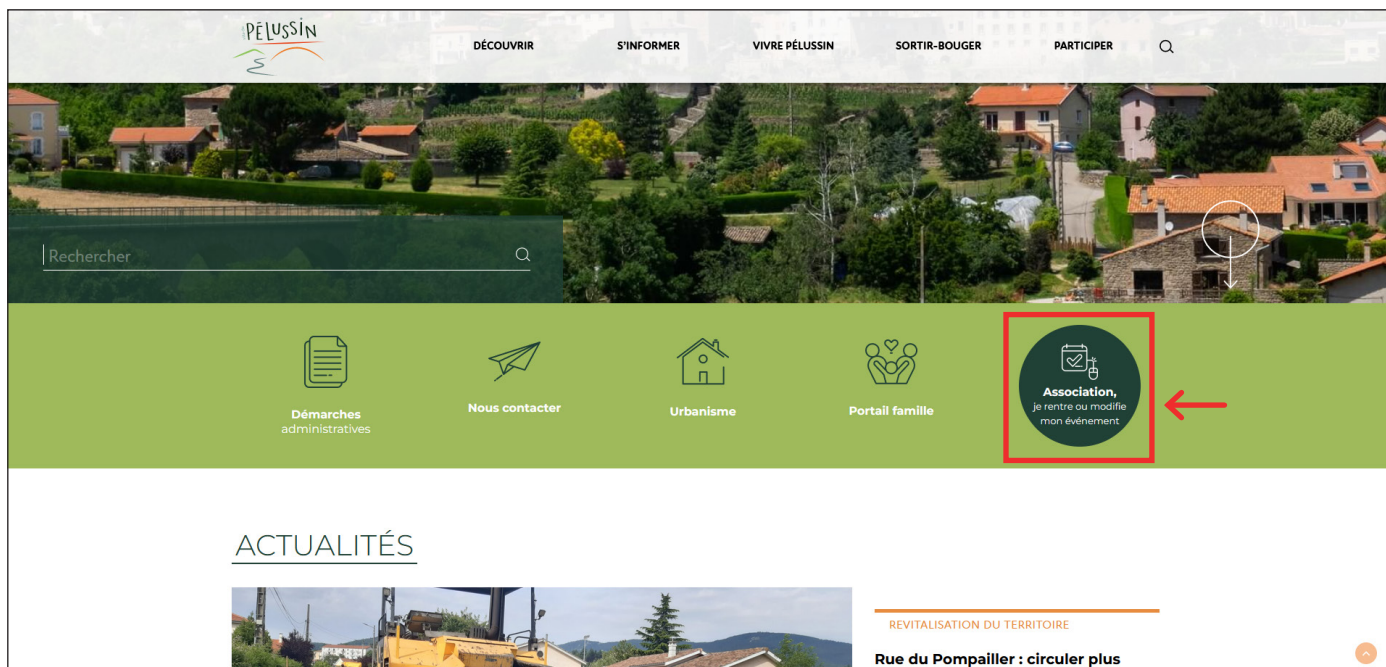 PÉLUSSIN
DÉCOUVRIR
S'INFORMER
VIVRE PÉLUSSIN
SORTIR-BOUGER
PARTICIPER
Rechercher
Démarches
administratives
Nous contacter
Urbanisme
Portail famille
Association,
je rentre ou modifie
mon événement
ACTUALITÉS
REVITALISATION DU TERRITOIRE
Rue du Pompailler : circuler plus